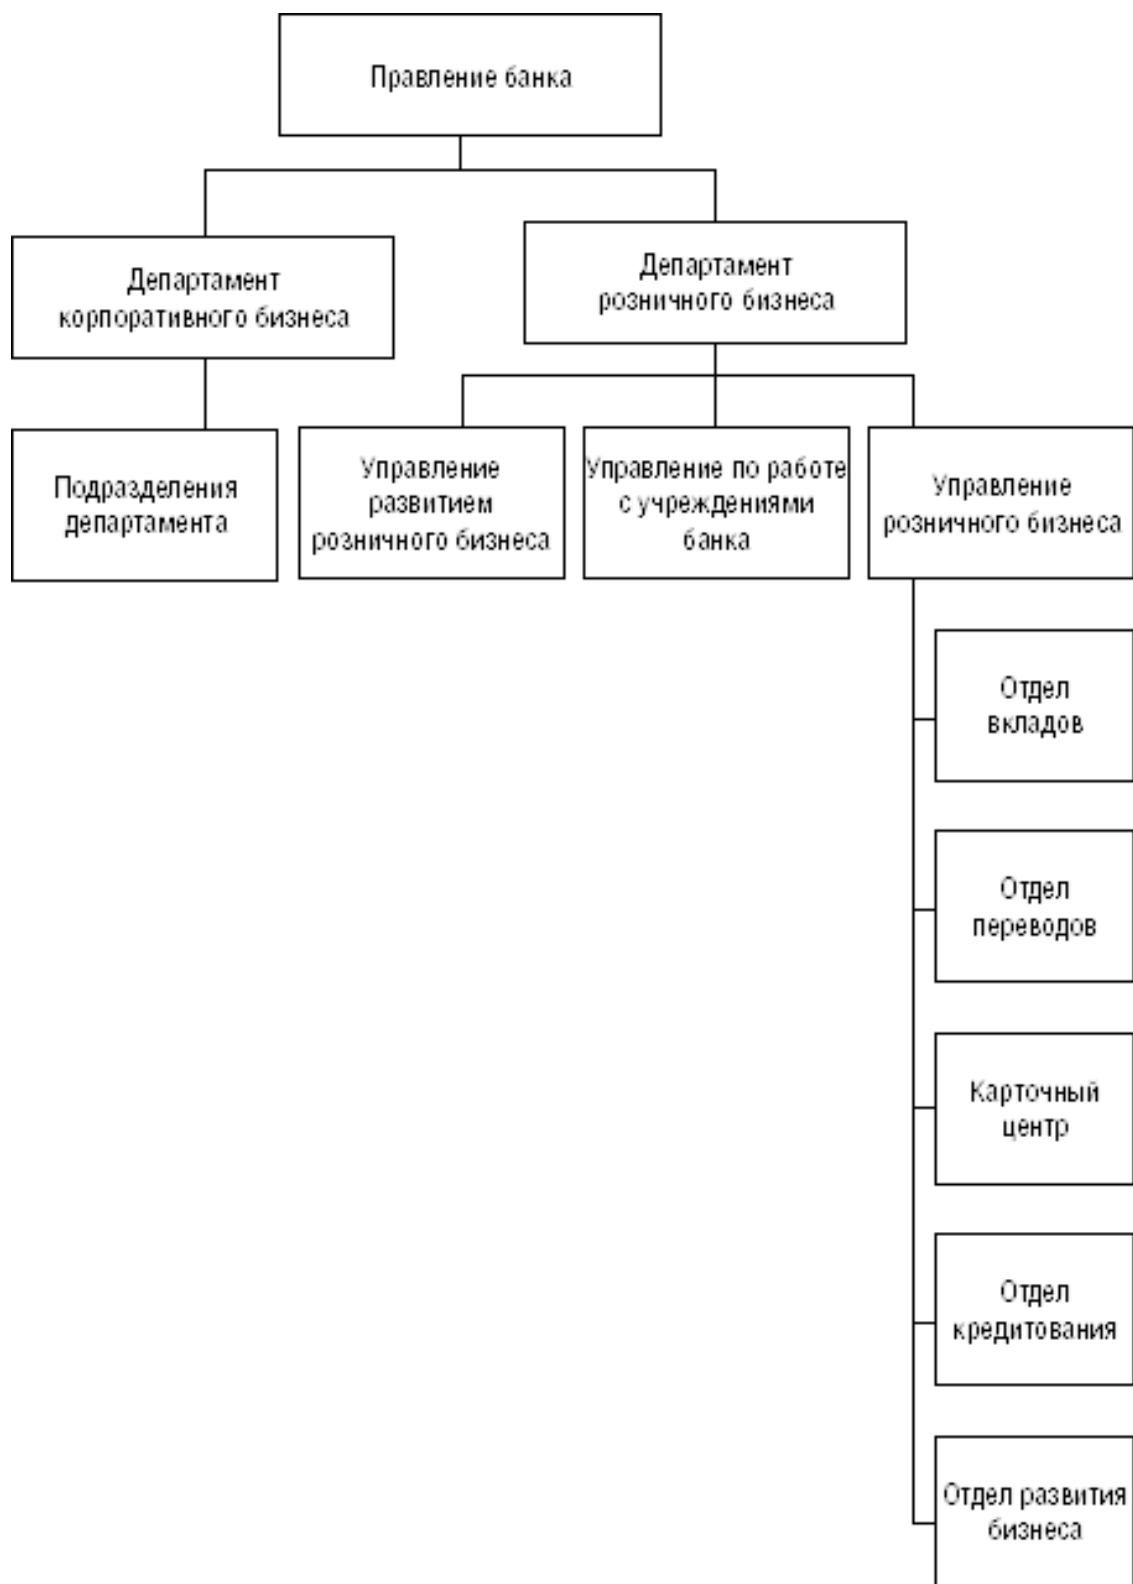 Правление банка
Департамент
корпоративного бизнеса
Департамент
розничного бизнеса
Подразделения
департамента
Управление
развитием
розничного бизнеса
Управление по работе
с учреждениями
банка
Управление
розничного бизнеса
Отдел
вкладов
Отдел
переводов
Карточный
центр
Отдел
кредитования
Отдел развития
бизнеса